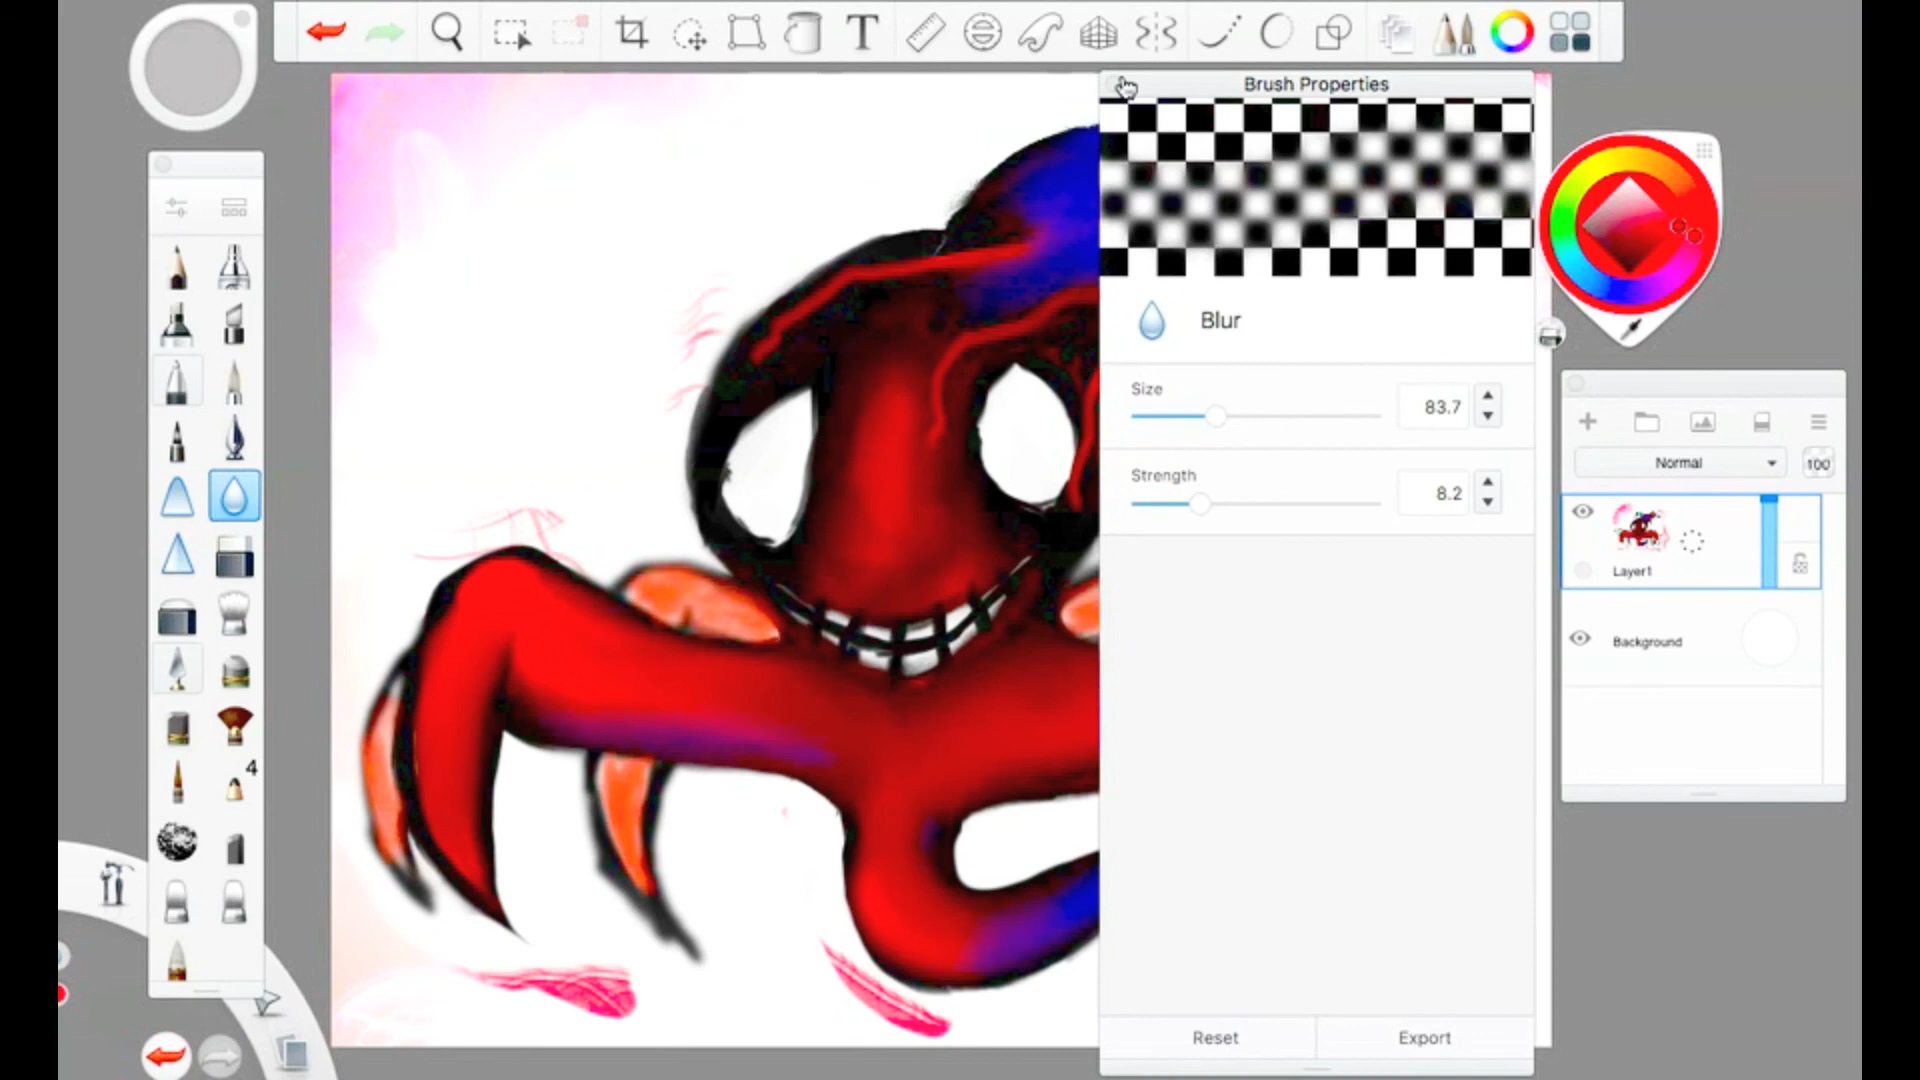 T
Brush Properties
Blur
Size
83.7
Strength
8.2
Reset
Export
Normal
100
Layer1
Background
4